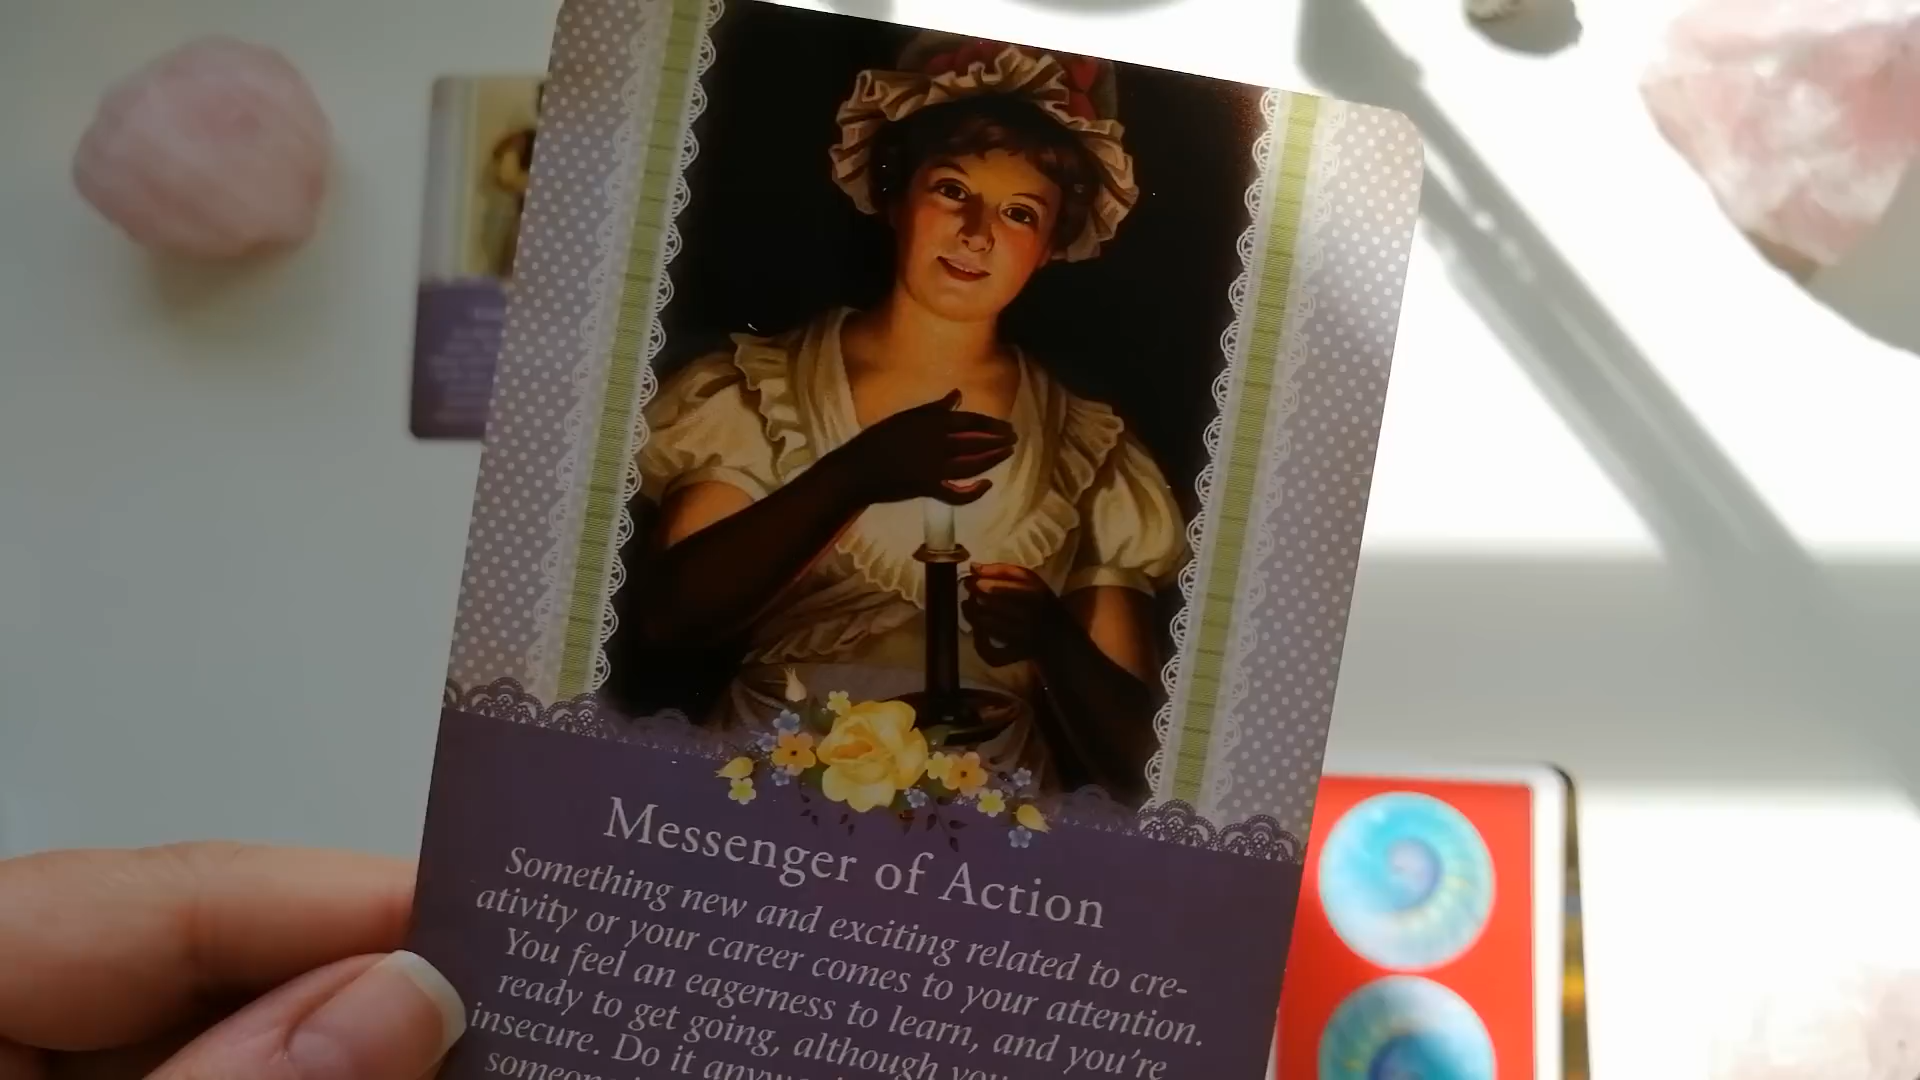 Messenger of Action
Something new and exciting related to cre-
ativity or your career comes to your attention.
You feel an eagerness to learn, and you're
ready to get going, although you
insecure. Do it